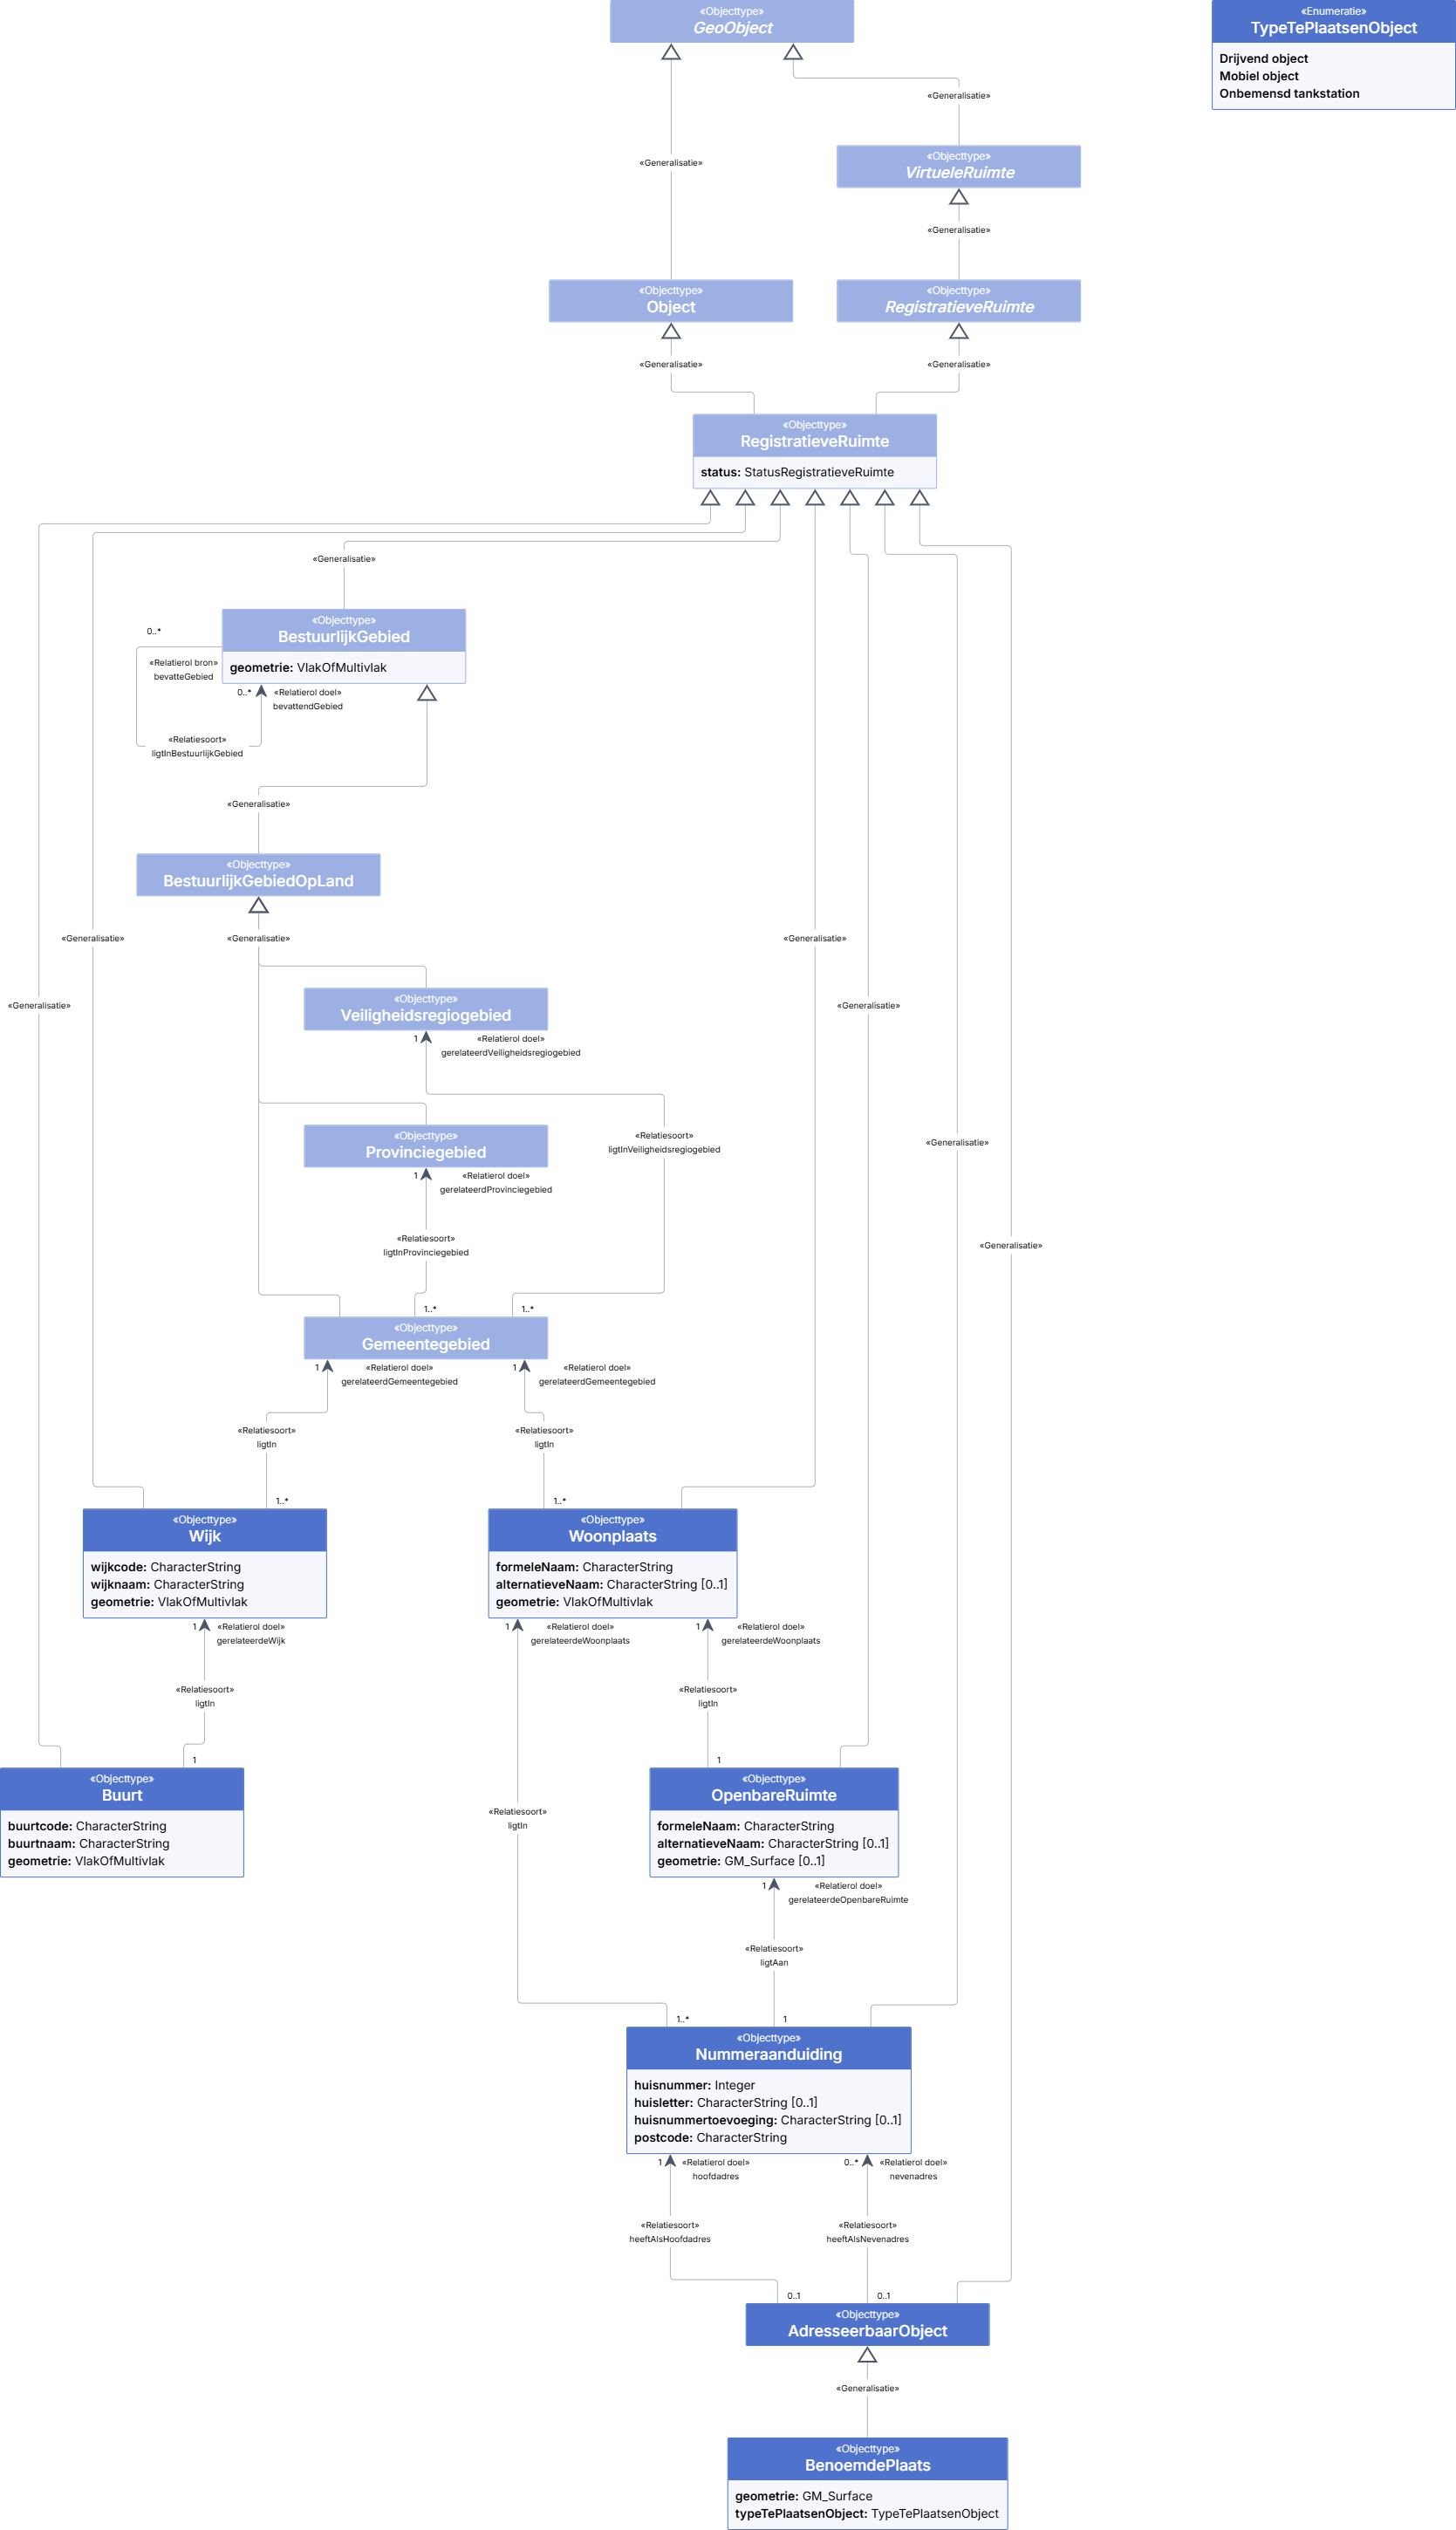 «Objecttype»
GeoObject
«Enumeratie»
TypeTePlaatsenObject
Drijvend object
Mobiel object
Onbemensd tankstation
«Generalisatie»
«Objecttype»
VirtueleRuimte
«Generalisatie»
«Generalisatie»
«Objecttype»
Object
«Objecttype»
RegistratieveRuimte
«Generalisatie»
«Generalisatie»
«Objecttype»
RegistratieveRuimte
status: StatusRegistratieveRuimte
«Generalisatie»
«Objecttype»
BestuurlijkGebied
geometrie: VlakOfMultivlak
0..*
«Relatierol bron»
bevatteGebied
0..*
«Relatierol doel»
bevattendGebied
«Relatiesoort»
ligtInBestuurlijkGebied
«Generalisatie»
«Objecttype»
BestuurlijkGebiedOpLand
«Generalisatie»
«Generalisatie»
«Generalisatie»
«Generalisatie»
«Generalisatie»
«Objecttype»
Veiligheidsregiogebied
1
«Relatierol doel»
gerelateerdVeiligheidsregiogebied
«Objecttype»
Provinciegebied
«Relatiesoort»
ligtInVeiligheidsregiogebied
«Generalisatie»
1
«Relatierol doel»
gerelateerdProvinciegebied
«Relatiesoort»
ligtInProvinciegebied
«Generalisatie»
1..*
1..*
«Objecttype»
Gemeentegebied
1
«Relatierol doel»
gerelateerdGemeentegebied
1
«Relatierol doel»
gerelateerdGemeentegebied
«Relatiesoort»
ligtIn
«Relatiesoort»
ligtIn
1..*
1..*
«Objecttype»
Wijk
wijkcode: CharacterString
wijknaam: CharacterString
geometrie: VlakOfMultivlak
«Objecttype»
Woonplaats
formeleNaam: CharacterString
alternatieveNaam: CharacterString [0..1]
geometrie: VlakOfMultivlak
1
«Relatierol doel»
gerelateerdeWijk
1
«Relatierol doel»
gerelateerdeWoonplaats
1
«Relatierol doel»
gerelateerdeWoonplaats
«Relatiesoort»
ligtIn
«Relatiesoort»
ligtIn
1
1
«Objecttype»
Buurt
buurtcode: CharacterString
buurtnaam: CharacterString
geometrie: VlakOfMultivlak
«Relatiesoort»
ligtIn
«Objecttype»
OpenbareRuimte
formeleNaam: CharacterString
alternatieveNaam: CharacterString [0..1]
geometrie: GM_Surface [0..1]
1
«Relatierol doel»
gerelateerdeOpenbareRuimte
«Relatiesoort»
ligtAan
1..*
1
«Objecttype»
Nummeraanduiding
huisnummer: Integer
huisletter: CharacterString [0..1]
huisnummertoevoeging: CharacterString [0..1]
postcode: CharacterString
1
«Relatierol doel»
hoofdadres
0..*
«Relatierol doel»
nevenadres
«Relatiesoort»
heeftAlsHoofdadres
«Relatiesoort»
heeftAlsNevenadres
0..1
0..1
«Objecttype»
AdresseerbaarObject
«Generalisatie»
«Objecttype»
BenoemdePlaats
geometrie: GM_Surface
typeTePlaatsenObject: TypeTePlaatsenObject